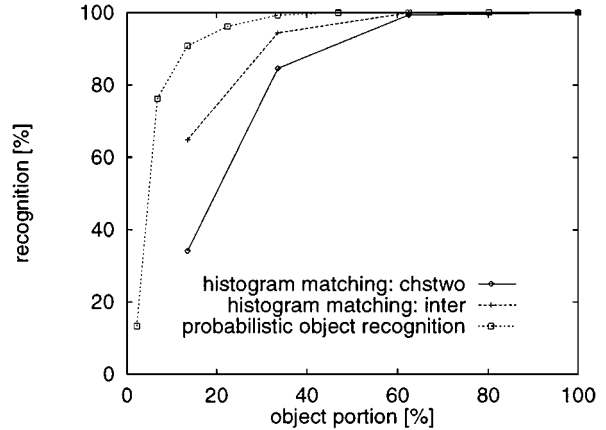 100
80
60
40
20
0
recognition [%]
histogram matching: chstwo
histogram matching: inter
probabilistic object recognition
0 20 40 60 80 100
object portion [%]